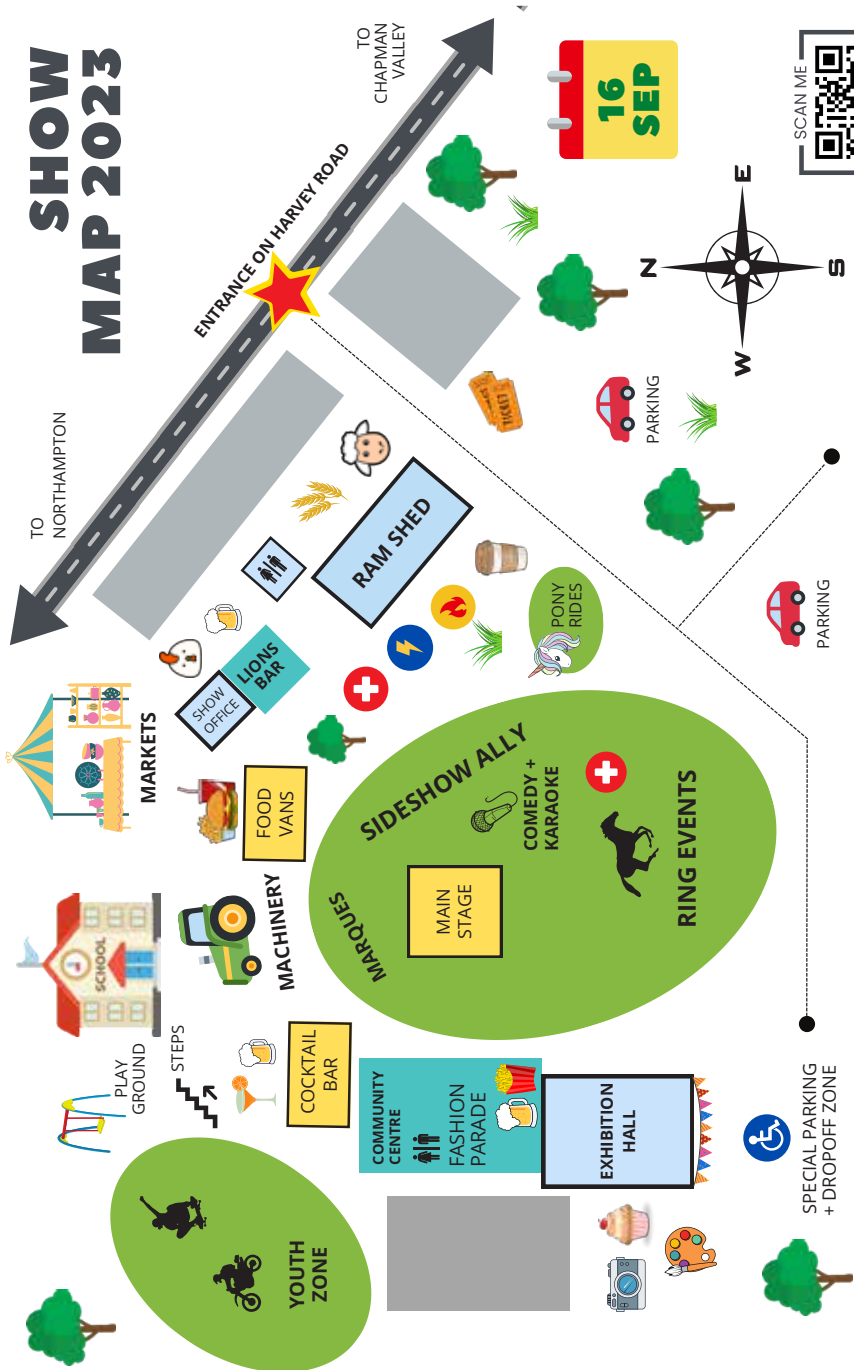 SHOW
MAP 2023
TO
NORTHAMPTON
ENTRANCE ON HARVEY ROAD
TO
CHAPMAN
VALLEY
16
SEP
SCAN ME
N
E
S
W
MARKETS
SCHOOL
PLAY
GROUND
STEPS
SHOW
OFFICE
LIONS
BAR
RAM SHED
TICKET
FOOD
VANS
MACHINERY
COCKTAIL
BAR
YOUTH
ZONE
MARQUES
SIDESHOW ALLY
MAIN
STAGE
COMEDY +
KARAOKE
RING EVENTS
PONY
RIDES
PARKING
PARKING
COMMUNITY
CENTRE
FASHION
PARADE
EXHIBITION
HALL
SPECIAL PARKING
+ DROPOFF ZONE